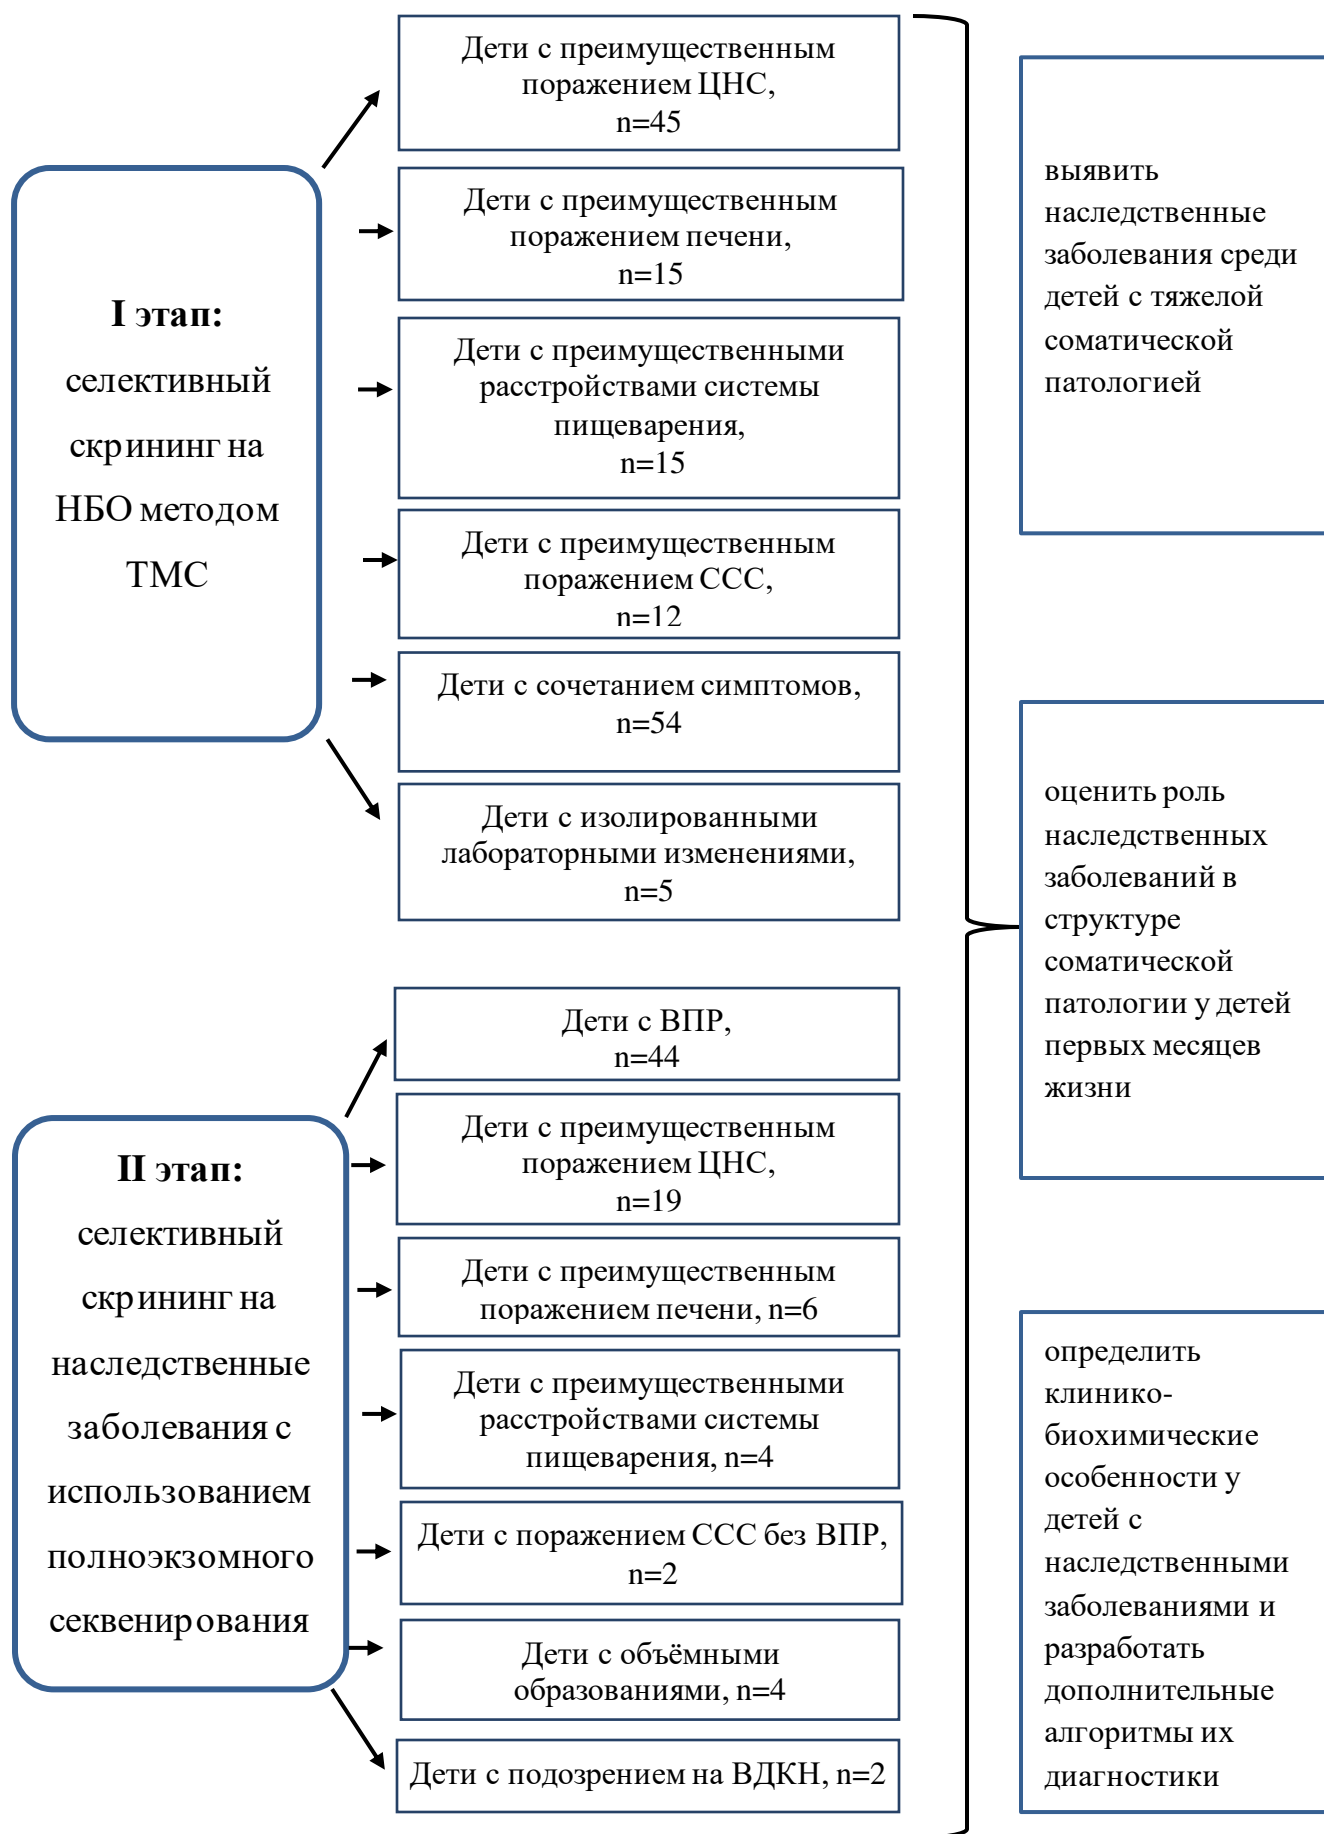 I этап:
селективный
скрининг на
НБО методом
ТМС
Дети с преимущественным
поражением ЦНС,
n=45
Дети с преимущественным
поражением печени,
n=15
Дети с преимущественными
расстройствами системы
пищеварения,
n=15
Дети с преимущественным
поражением ССС,
n=12
Дети с сочетанием симптомов,
n=54
Дети с изолированными
лабораторными изменениями,
n=5
II этап:
селективный
скрининг на
наследственные
заболевания с
использованием
полноэкзомного
секвенирования
Дети с ВПР,
n=44
Дети с преимущественным
поражением ЦНС,
n=19
Дети с преимущественным
поражением печени, n=6
Дети с преимущественными
расстройствами системы
пищеварения, n=4
Дети с поражением ССС без ВПР,
n=2
Дети с объёмными
образованиями, n=4
Дети с подозрением на ВДКН, n=2
выявить
наследственные
заболевания среди
детей с тяжелой
соматической
патологией
оценить роль
наследственных
заболеваний в
структуре
соматической
патологии у детей
первых месяцев
жизни
определить
клинико-
биохимические
особенности у
детей с
наследственными
заболеваниями и
разработать
дополнительные
алгоритмы их
диагностики